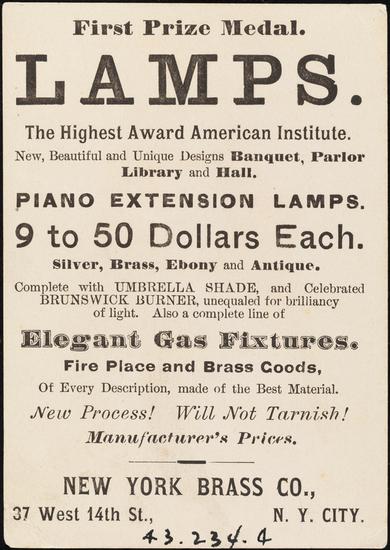 First Prize Medal.
LAMPS.
The Highest Award American Institute.
New, Beautiful and Unique Designs Banquet, Parlor
Library and Hall.
PIANO EXTENSION LAMPS.
9 to 50 Dollars Each.
Silver, Brass, Ebony and Antique.
Complete with UMBRELLA SHADE, and Celebrated
BRUNSWICK BURNER, unequaled for brilliancy
of light. Also a complete line of
Elegant Gas Fixtures.
Fire Place and Brass Goods,
Of Every Description, made of the Best Material.
New Process! Will Not Tarnish!
Manufacturer's Prices.
NEW YORK BRASS CO.,
37 West 14th St., N. Y. CITY.
43.234.4